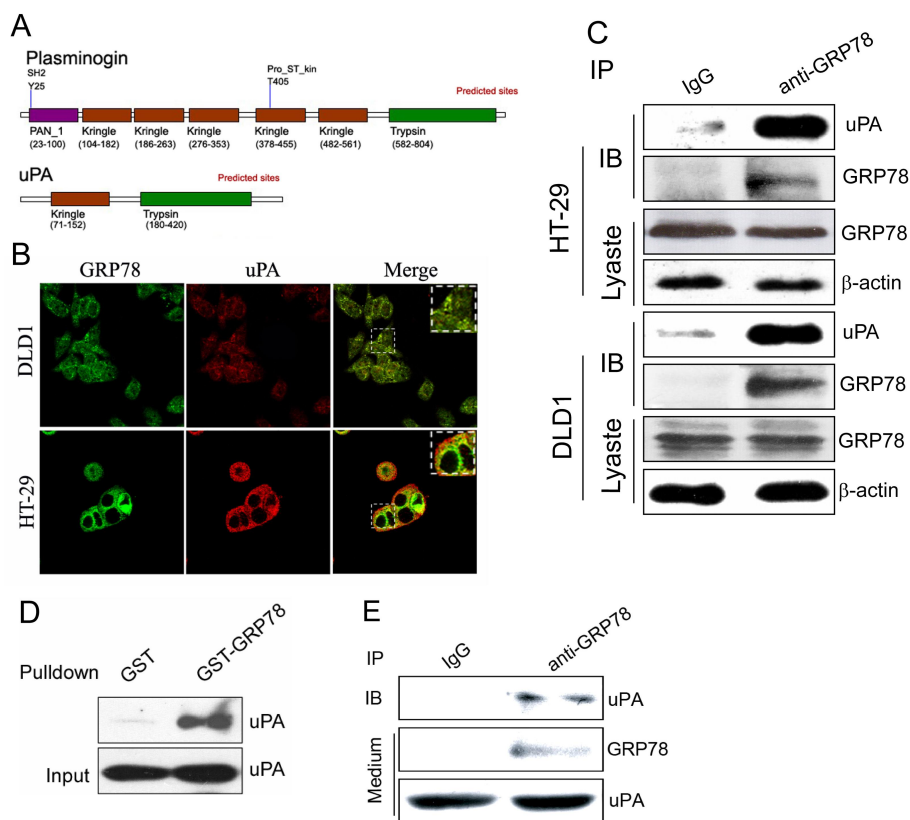 A
Plasminogin
SH2
Y25
Pro_ST_kin
T405
Predicted sites
PAN_1
(23-100)
Kringle
(104-182)
Kringle
(186-263)
Kringle
(276-353)
Kringle
(378-455)
Kringle
(482-561)
Trypsin
(582-804)
uPA
Predicted sites
Kringle
(71-152)
Trypsin
(180-420)
B
GRP78 uPA Merge
DLD1
HT-29
C
IP IgG anti-GRP78
HT-29
IB
uPA
GRP78
Lyaste
GRP78
β-actin
DLD1
IB
uPA
GRP78
Lyaste
GRP78
β-actin
D
Pulldown GST GST-GRP78
uPA
Input uPA
E
IP IgG anti-GRP78
IB uPA
Medium
GRP78
uPA